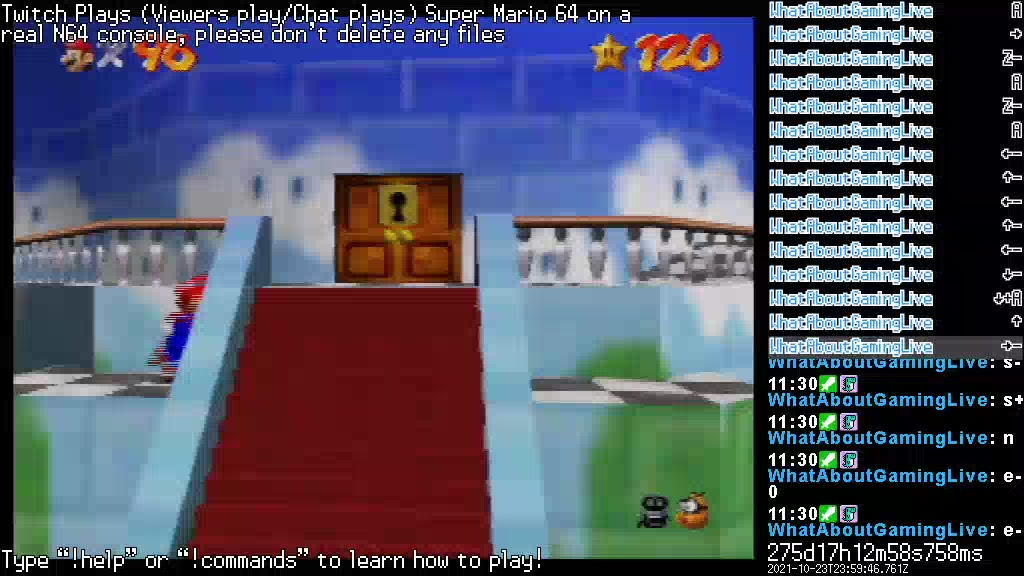 Twitch Plays (Viewers play/Chat plays) Super Mario 64 on a
real N64 console, please don't delete any files
120
Type “!help” or “!commands” to learn how to play!
WhatAboutGamingLive A
WhatAboutGamingLive →
WhatAboutGamingLive Z-
WhatAboutGamingLive A
WhatAboutGamingLive Z-
WhatAboutGamingLive A
WhatAboutGamingLive ←-
WhatAboutGamingLive ↑-
WhatAboutGamingLive ←-
WhatAboutGamingLive ↑-
WhatAboutGamingLive ←-
WhatAboutGamingLive ↓-
WhatAboutGamingLive ↓+A
WhatAboutGamingLive ↑
WhatAboutGamingLive →-
WhatAboutGamingLive: s-
11:30
WhatAboutGamingLive: s+
11:30
WhatAboutGamingLive: n
11:30
WhatAboutGamingLive: e-
0
11:30
WhatAboutGamingLive: e-
275d17h12m58s758ms
2021-10-23T23:59:46.761Z